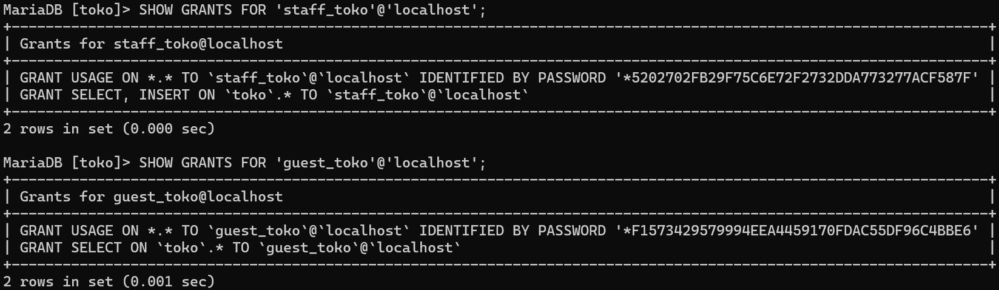 MariaDB [toko]> SHOW GRANTS FOR 'staff_toko'@'localhost';
+-------------------------------------------------------------------------------------------------------------------+
| Grants for staff_toko@localhost                                                                                   |
+-------------------------------------------------------------------------------------------------------------------+
| GRANT USAGE ON *.* TO `staff_toko`@`localhost` IDENTIFIED BY PASSWORD '*5202702FB29F75C6E72F2732DDA773277ACF587F' |
| GRANT SELECT, INSERT ON `toko`.* TO `staff_toko`@`localhost`                                                      |
+-------------------------------------------------------------------------------------------------------------------+
2 rows in set (0.000 sec)

MariaDB [toko]> SHOW GRANTS FOR 'guest_toko'@'localhost';
+-------------------------------------------------------------------------------------------------------------------+
| Grants for guest_toko@localhost                                                                                   |
+-------------------------------------------------------------------------------------------------------------------+
| GRANT USAGE ON *.* TO `guest_toko`@`localhost` IDENTIFIED BY PASSWORD '*F1573429579994EEA4459170FDAC55DF96C4BBE6' |
| GRANT SELECT ON `toko`.* TO `guest_toko`@`localhost`                                                              |
+-------------------------------------------------------------------------------------------------------------------+
2 rows in set (0.001 sec)